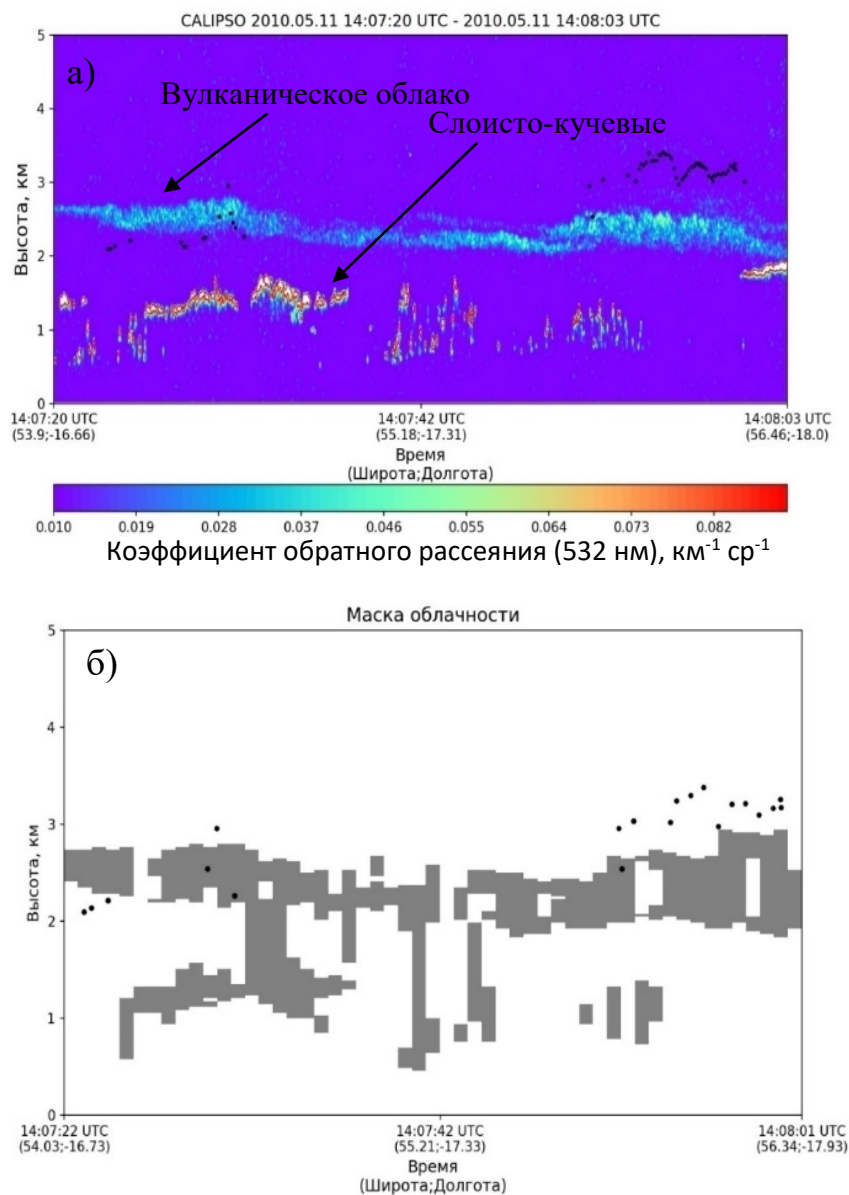 CALIPSO 2010.05.11 14:07:20 UTC - 2010.05.11 14:08:03 UTC
а)
Вулканическое облако
Слоисто-кучевые
Высота, км
5
4
3
2
1
0
14:07:20 UTC 14:07:42 UTC 14:08:03 UTC
(53.9;-16.66) (55.18;-17.31) (56.46;-18.0)
Время
(Широта;Долгота)
0.010 0.019 0.028 0.037 0.046 0.055 0.064 0.073 0.082
Коэффициент обратного рассеяния (532 нм), км⁻¹ ср⁻¹
Маска облачности
б)
Высота, км
5
4
3
2
1
0
14:07:22 UTC 14:07:42 UTC 14:08:01 UTC
(54.03;-16.73) (55.21;-17.33) (56.34;-17.93)
Время
(Широта;Долгота)